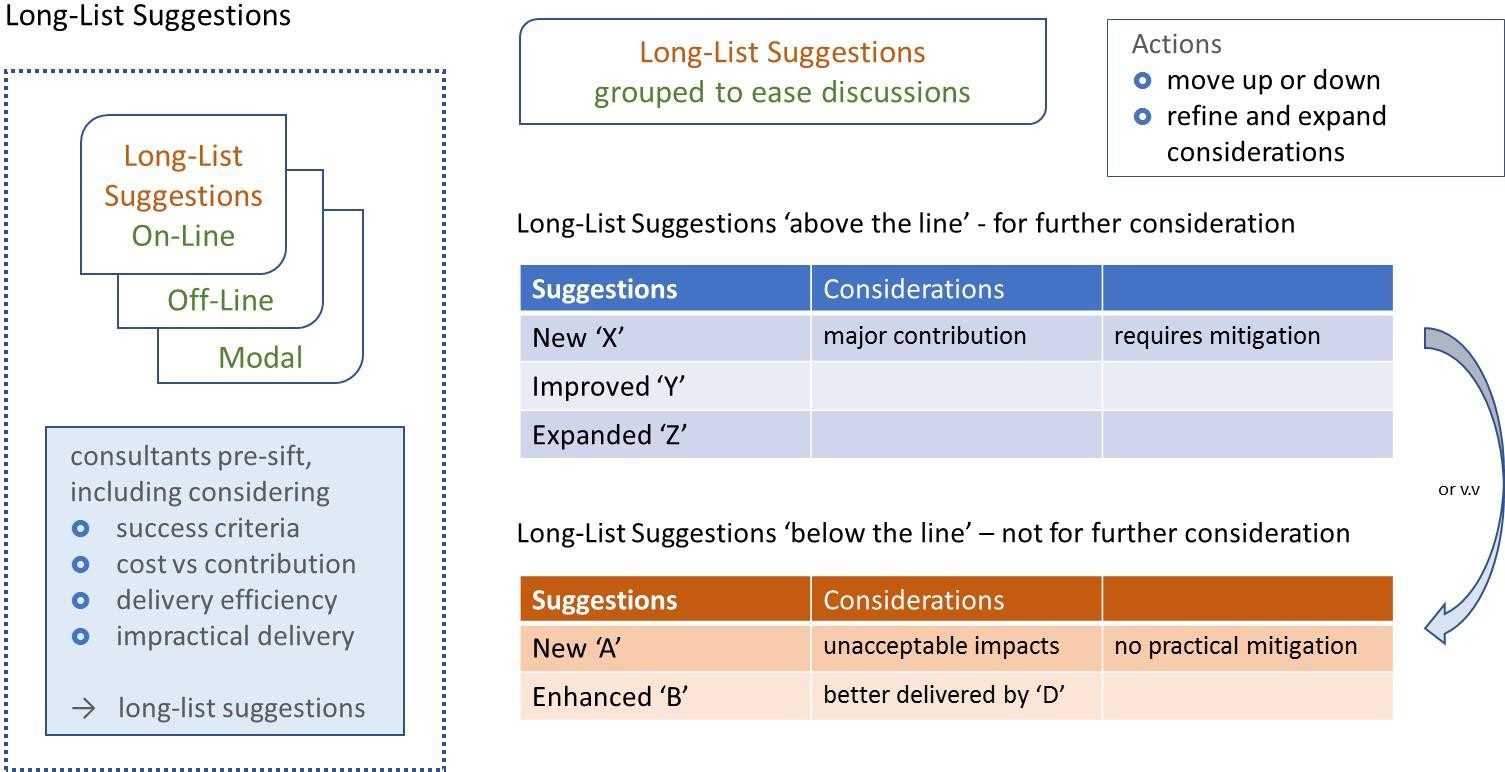 Long-List Suggestions
Long-List
Suggestions
On-Line
Off-Line
Modal
consultants pre-sift,
including considering
success criteria
cost vs contribution
delivery efficiency
impractical delivery
→ long-list suggestions
Long-List Suggestions
grouped to ease discussions
Actions
move up or down
refine and expand
considerations
Long-List Suggestions ‘above the line’ - for further consideration
Suggestions Considerations
New ‘X’ major contribution requires mitigation
Improved ‘Y’
Expanded ‘Z’
or v.v
Long-List Suggestions ‘below the line’ – not for further consideration
Suggestions Considerations
New ‘A’ unacceptable impacts no practical mitigation
Enhanced ‘B’ better delivered by ‘D’